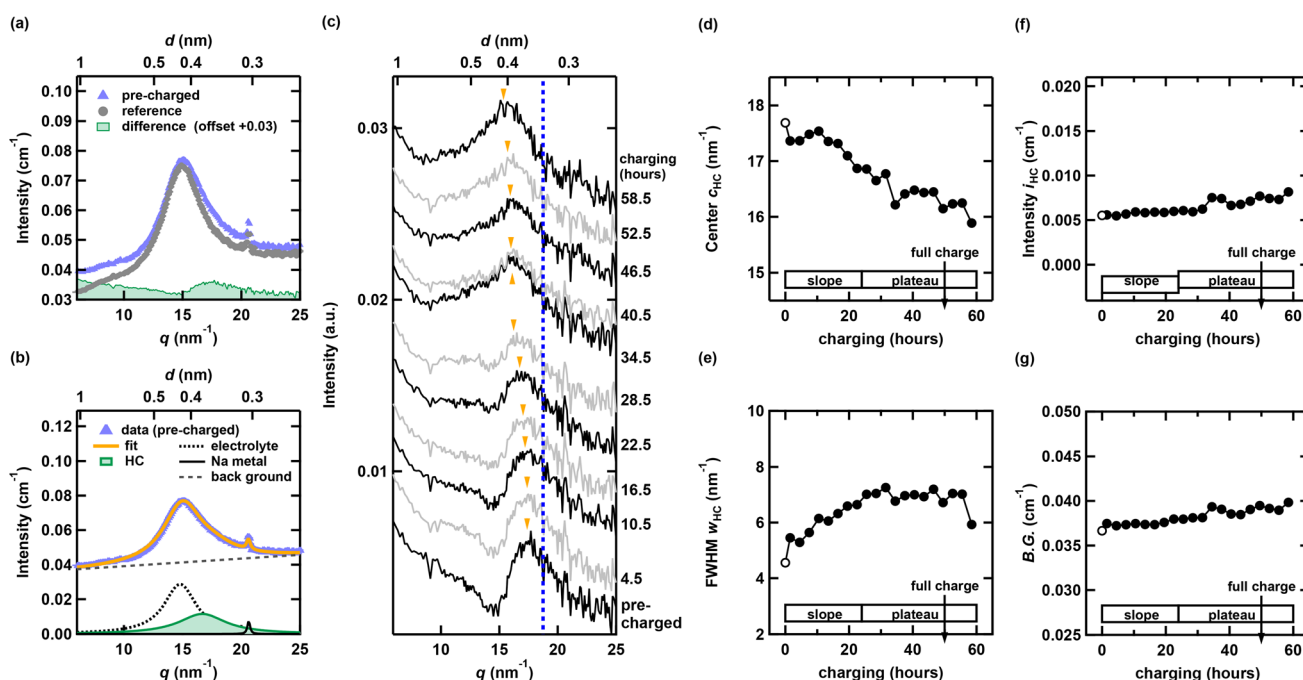 (a)
d (nm)
1 0.5 0.4 0.3
0.10
0.09
0.08
0.07
0.06
0.05
0.04
0.03
Intensity (cm-1)
pre-charged
reference
difference (offset +0.03)
10 15 20 25
q (nm-1)
(b)
d (nm)
1 0.5 0.4 0.3
0.12
0.10
0.08
0.06
0.04
0.02
0.00
Intensity (cm-1)
data (pre-charged)
fit
HC
electrolyte
Na metal
back ground
10 15 20 25
q (nm-1)
(c)
d (nm)
1 0.5 0.4 0.3
0.03
0.02
0.01
Intensity (a.u.)
charging
(hours)
58.5
52.5
46.5
40.5
34.5
28.5
22.5
16.5
10.5
4.5
pre-
charged
10 15 20 25
q (nm-1)
(d)
18
17
16
15
Center cHC (nm-1)
full charge
slope plateau
0 20 40 60
charging (hours)
(e)
10
8
6
4
2
FWHM wHC (nm-1)
full charge
slope plateau
0 20 40 60
charging (hours)
(f)
0.020
0.015
0.010
0.005
0.000
Intensity iHC (cm-1)
full charge
slope plateau
0 20 40 60
charging (hours)
(g)
0.050
0.045
0.040
0.035
0.030
0.025
B.G. (cm-1)
full charge
slope plateau
0 20 40 60
charging (hours)